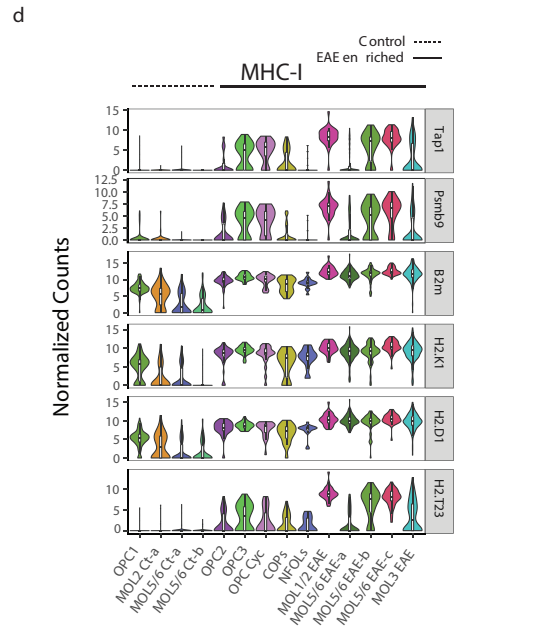 d
Control
EAE en riched
MHC-I
Normalized Counts
15
10
5
0
Tap1
12.5
10.0
7.5
5.0
2.5
0.0
Psmb9
15
10
5
0
B2m
15
10
5
0
H2.K1
15
10
5
0
H2.D1
10
5
0
H2.T23
OPC1
MOL2 Ct-a
MOL5/6 Ct-a
MOL5/6 Ct-b
OPC2
OPC3
OPC Cyc
COPs
NFOLs
MOL1/2 EAE
MOL5/6 EAE-a
MOL5/6 EAE-b
MOL5/6 EAE-c
MOL3 EAE